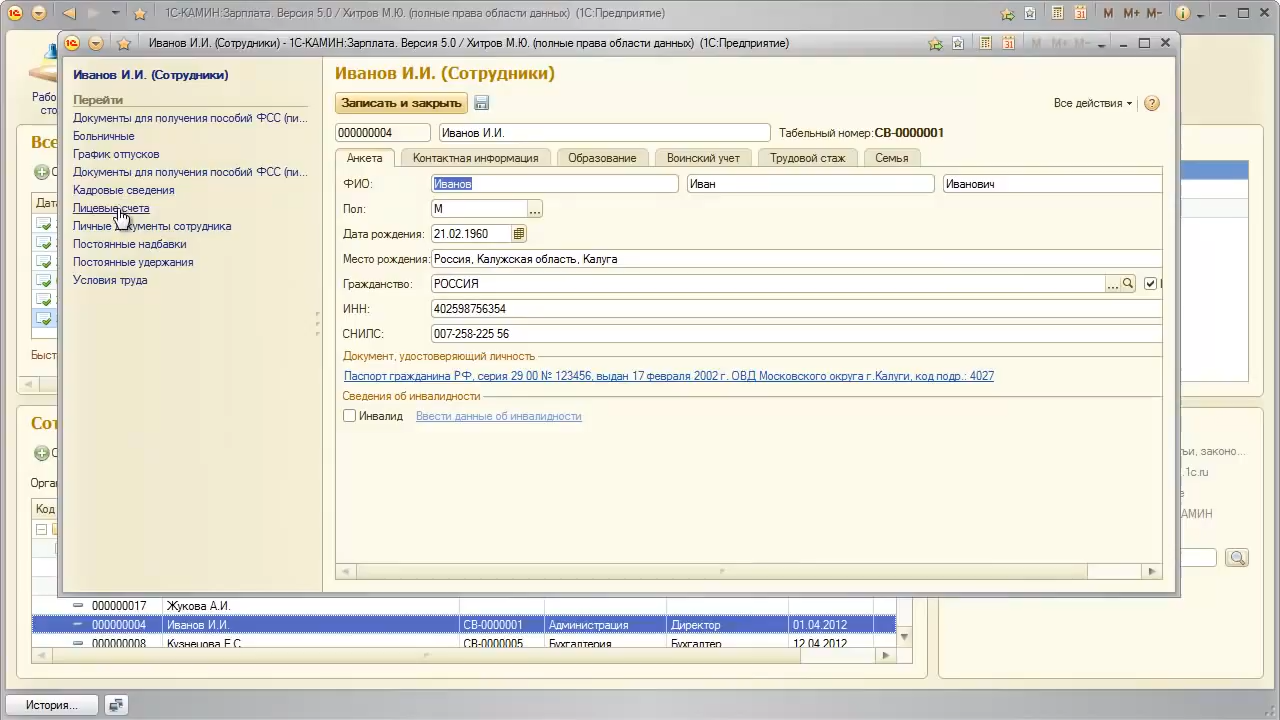 1С-КАМИН:Зарплата. Версия 5.0 / Хитров М.Ю. (полные права области данных) (1С:Предприятие)
M M+ M-
Иванов И.И. (Сотрудники) - 1С-КАМИН:Зарплата. Версия 5.0 / Хитров М.Ю. (полные права области данных) (1С:Предприятие)
M M+ M-
Иванов И.И. (Сотрудники)
Перейти
Документы для получения пособий ФСС (пи...
Больничные
График отпусков
Документы для получения пособий ФСС (пи...
Кадровые сведения
Лицевые счета
Личные документы сотрудника
Постоянные надбавки
Постоянные удержания
Условия труда
Иванов И.И. (Сотрудники)
Записать и закрыть
Все действия
000000004
Иванов И.И.
Табельный номер: СВ-0000001
Анкета
Контактная информация
Образование
Воинский учет
Трудовой стаж
Семья
ФИО: Иванов Иван Иванович
Пол: М ...
Дата рождения: 21.02.1960
Место рождения: Россия, Калужская область, Калуга
Гражданство: РОССИЯ ...
ИНН: 402598756354
СНИПС: 007-258-225 56
Документ, удостоверяющий личность
Паспорт гражданина РФ, серия 29 00 № 123456, выдан 17 февраля 2002 г. ОВД Московского округа г.Калуги, код подр.: 4027
Сведения об инвалидности
Инвалид Ввести данные об инвалидности
Рабо
сто
Все
Дата
Быст
Сот
Орган
Код
ьи, законо...
.1c.ru
е
АМИН
000000017 Жукова А.И.
000000004 Иванов И.И. СВ-0000001 Администрация Директор 01.04.2012
000000008 Кузнецова Е.С. СВ-0000005 Бухгалтерия Бухгалтер 12.04.2012
История...